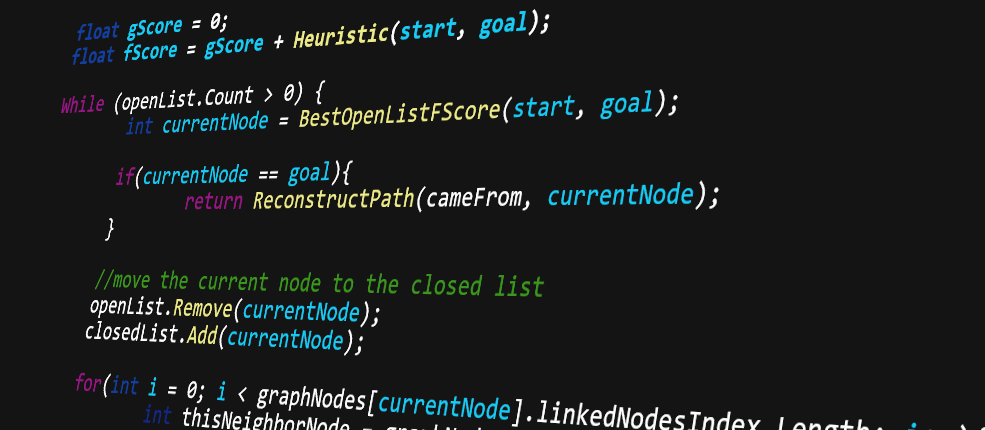 float gScore = 0;
float fScore = gScore + Heuristic(start, goal);
While (openList.Count > 0) {
int currentNode = BestOpenListFScore(start, goal);
if(currentNode == goal){
return ReconstructPath(cameFrom, currentNode);
}
//move the current node to the closed list
openList.Remove(currentNode);
closedList.Add(currentNode);
for(int i = 0; i < graphNodes[currentNode].linkedNodesIndex.Length;
int thisNeighborNode =